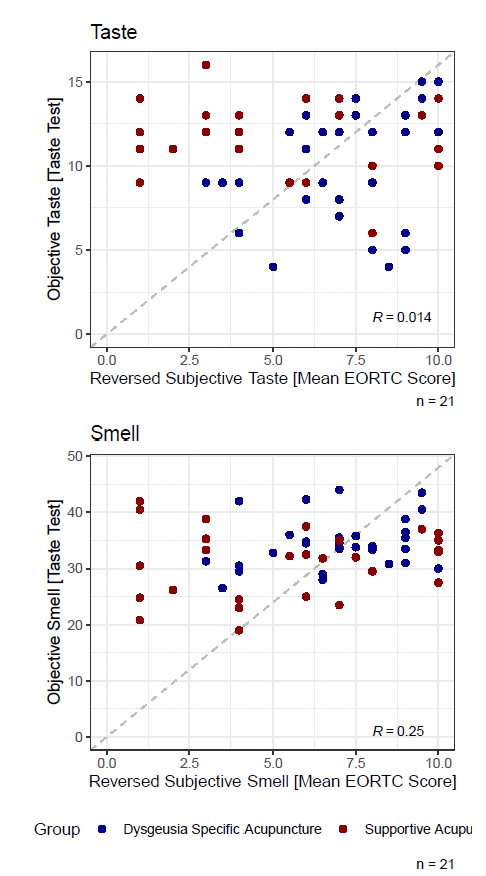 Taste
Objective Taste [Taste Test]
15
10
5
0
R = 0.014
0.0 2.5 5.0 7.5 10.0
Reversed Subjective Taste [Mean EORTC Score]
n = 21
Smell
Objective Smell [Taste Test]
50
40
30
20
10
0
R = 0.25
0.0 2.5 5.0 7.5 10.0
Reversed Subjective Smell [Mean EORTC Score]
Group Dysgeusia Specific Acupuncture Supportive Acupu
n = 21